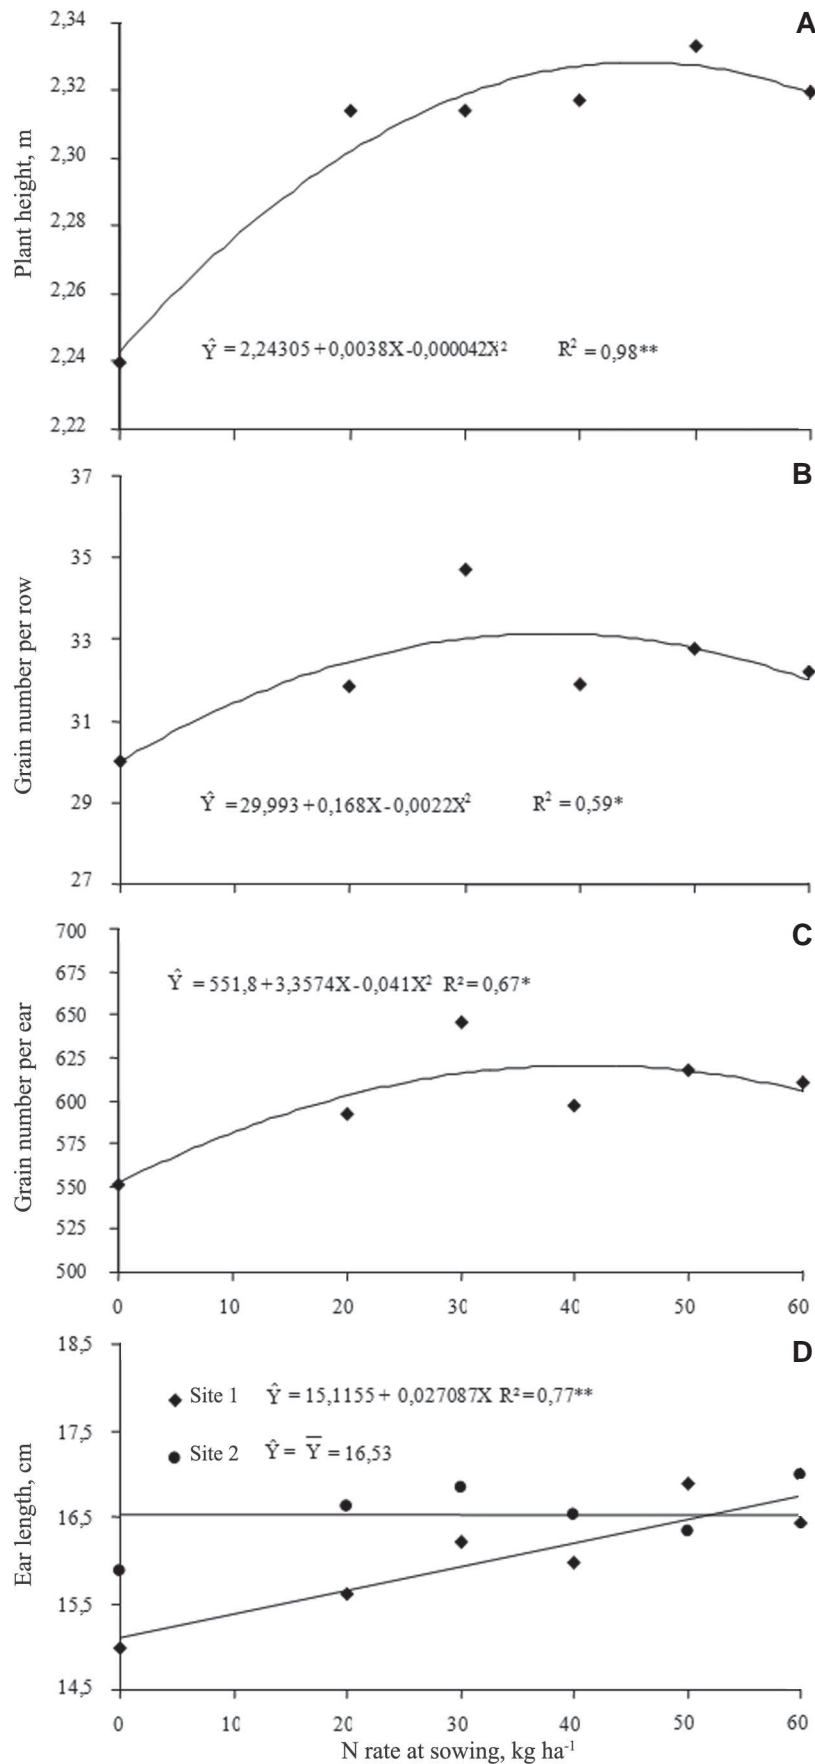 A
Plant height, m
2,34
2,32
2,30
2,28
2,26
2,24
2,22
Ŷ = 2,24305+0,0038X-0,000042X² R² = 0,98**
B
Grain number per row
37
35
33
31
29
27
Ŷ = 29,993+0,168X-0,0022X² R² = 0,59*
C
Grain number per ear
700
675
650
625
600
575
550
525
500
Ŷ = 551,8+3,3574X-0,041X² R² = 0,67*
0 10 20 30 40 50 60
D
Ear length, cm
18,5
17,5
16,5
15,5
14,5
Site 1 Ŷ = 15,1155+ 0,027087X R² = 0,77**
Site 2 Ŷ = Y̅ = 16,53
0 10 20 30 40 50 60
N rate at sowing, kg ha⁻¹